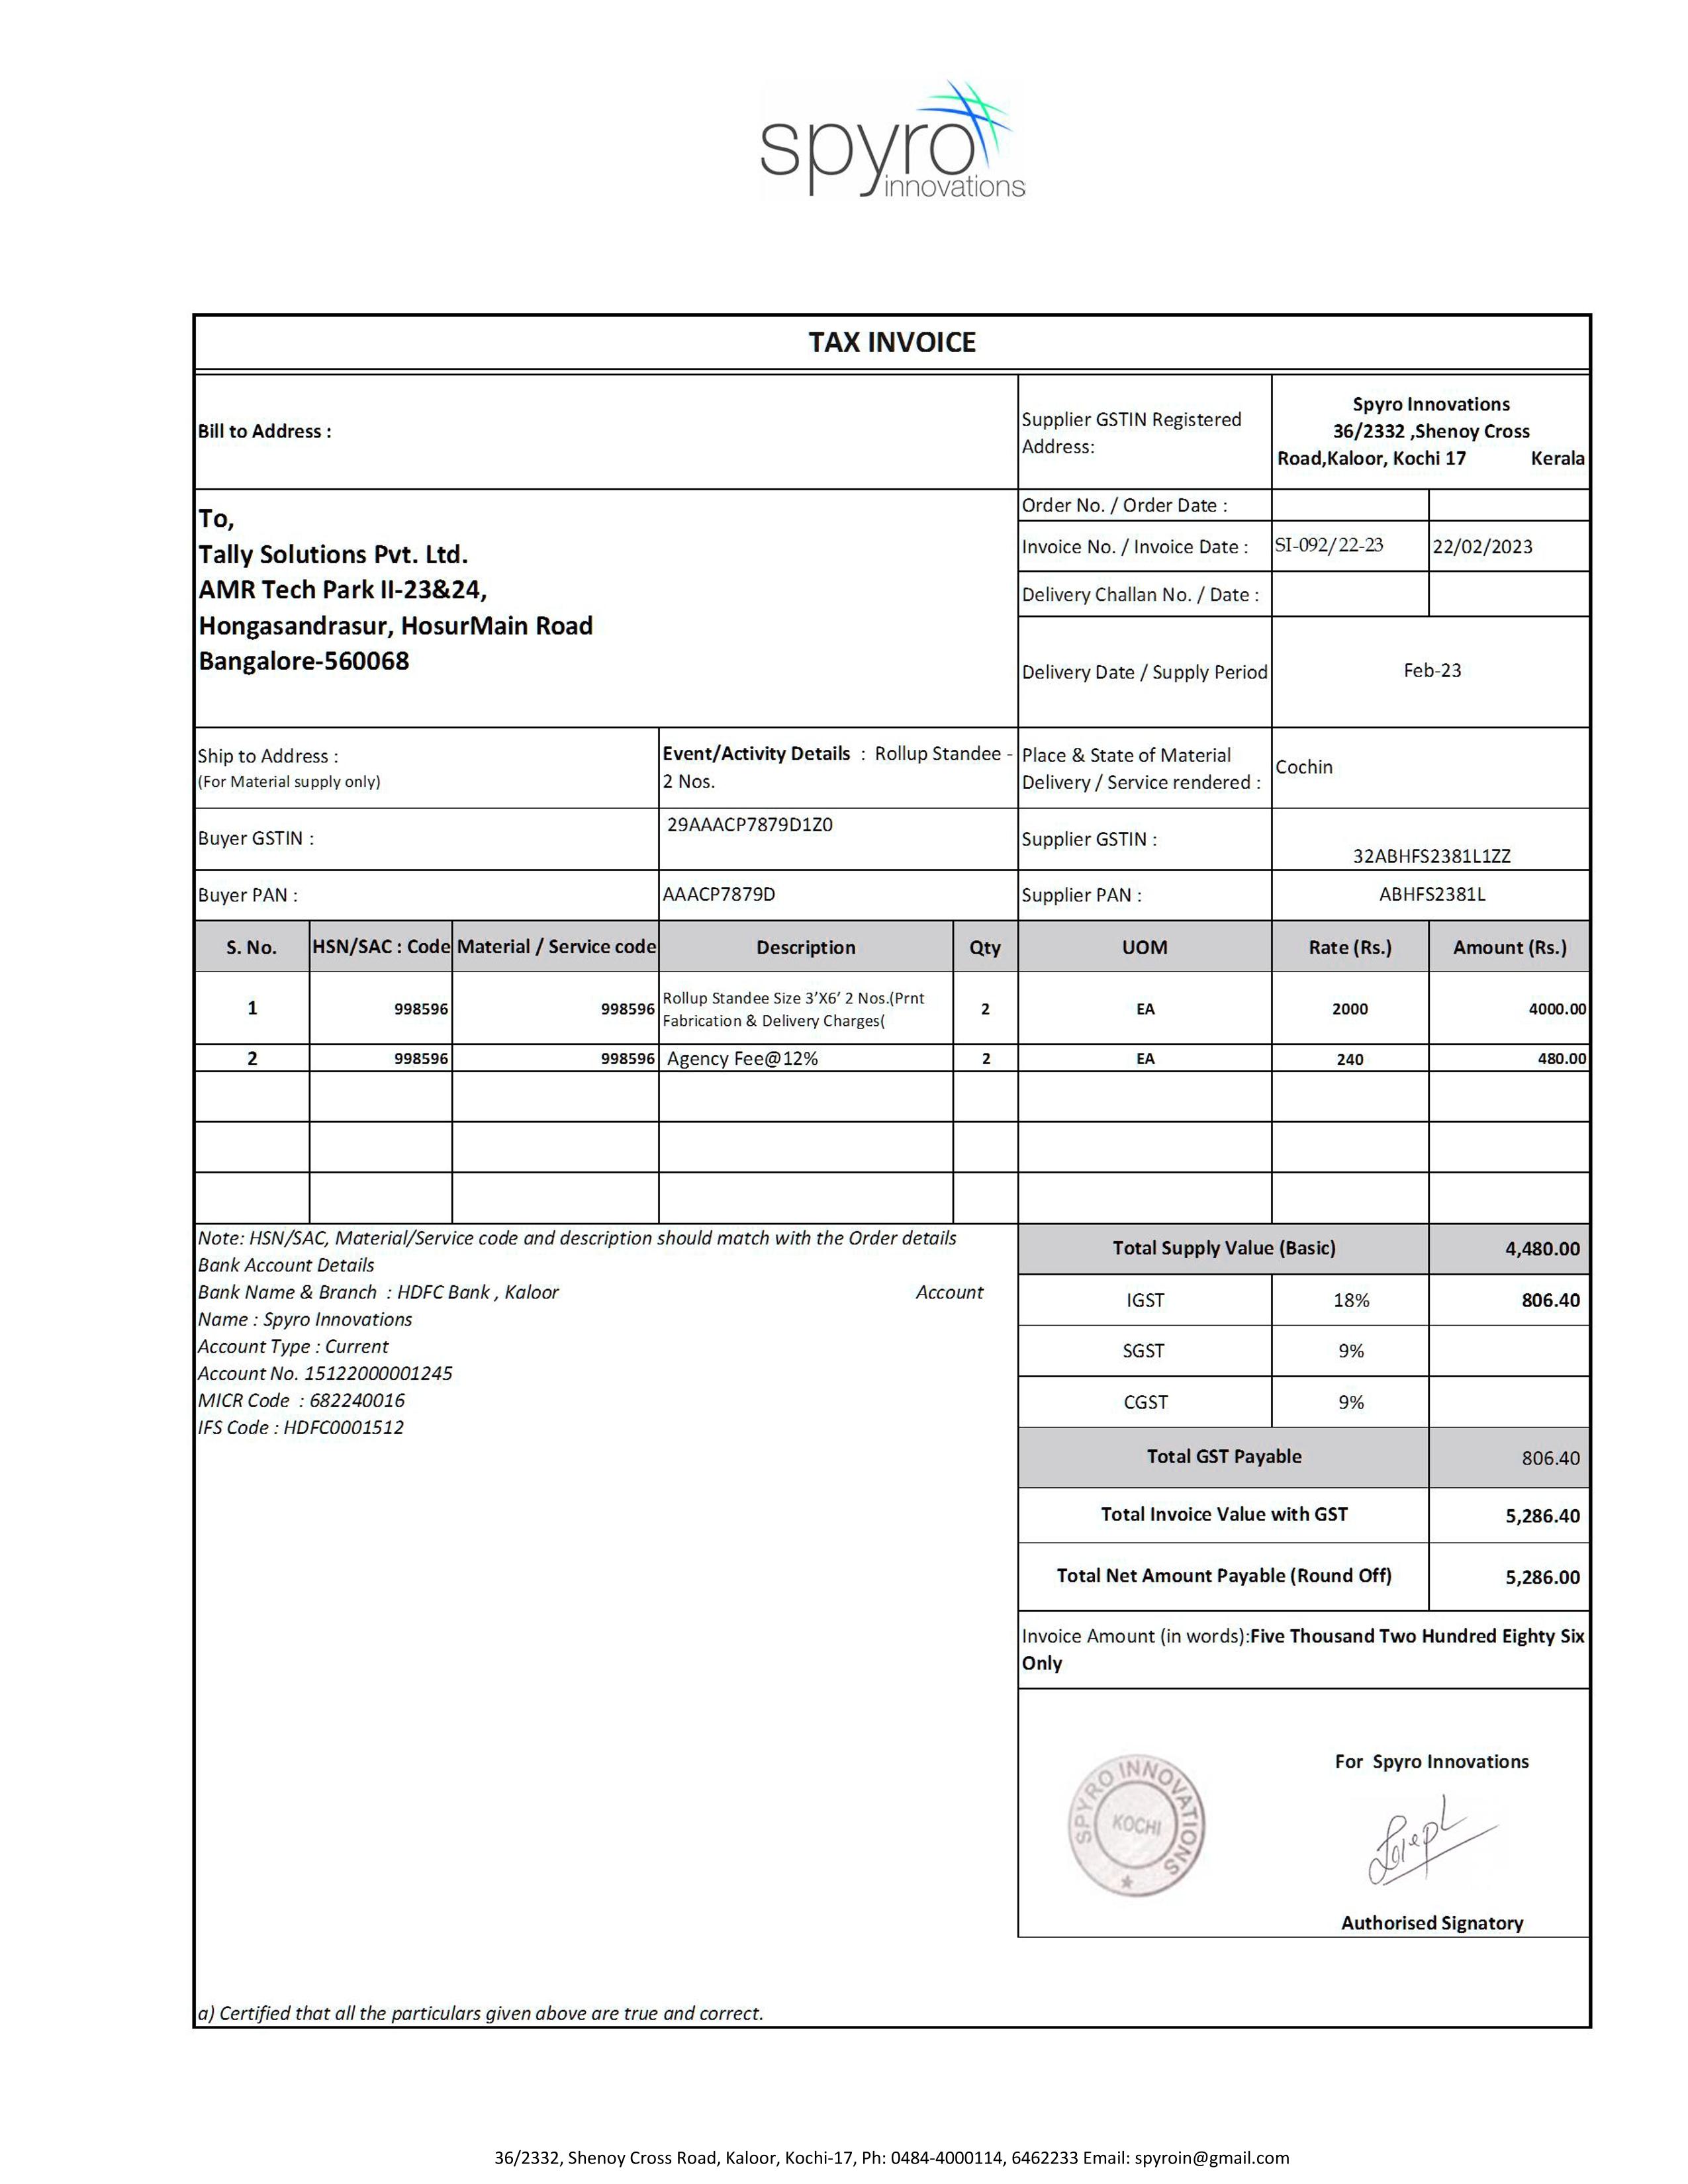 spyro
innovations
TAX INVOICE
Bill to Address :
Supplier GSTIN Registered
Address:
Spyro Innovations
36/2332 ,Shenoy Cross
Road,Kaloor, Kochi 17 Kerala
To,
Tally Solutions Pvt. Ltd.
AMR Tech Park II-23&24,
Hongasandrasur, HosurMain Road
Bangalore-560068
Order No. / Order Date :
Invoice No. / Invoice Date : SI-092/22-23 22/02/2023
Delivery Challan No. / Date :
Delivery Date / Supply Period Feb-23
Ship to Address :
(For Material supply only)
Event/Activity Details : Rollup Standee -
2 Nos.
Place & State of Material
Delivery / Service rendered :
Cochin
Buyer GSTIN : 29AAACP7879D1Z0 Supplier GSTIN : 32ABHFS2381L1ZZ
Buyer PAN : AAACP7879D Supplier PAN : ABHFS2381L
S. No. HSN/SAC : Code Material / Service code Description Qty UOM Rate (Rs.) Amount (Rs.)
1 998596 998596 Rollup Standee Size 3’X6’ 2 Nos.(Prnt
Fabrication & Delivery Charges( 2 EA 2000 4000.00
2 998596 998596 Agency Fee@12% 2 EA 240 480.00
Note: HSN/SAC, Material/Service code and description should match with the Order details
Bank Account Details
Bank Name & Branch : HDFC Bank , Kaloor Account
Name : Spyro Innovations
Account Type : Current
Account No. 15122000001245
MICR Code : 682240016
IFS Code : HDFC0001512
Total Supply Value (Basic) 4,480.00
IGST 18% 806.40
SGST 9%
CGST 9%
Total GST Payable 806.40
Total Invoice Value with GST 5,286.40
Total Net Amount Payable (Round Off) 5,286.00
Invoice Amount (in words):Five Thousand Two Hundred Eighty Six
Only
SPYRO INNOVATIONS
KOCHI
For Spyro Innovations
Authorised Signatory
a) Certified that all the particulars given above are true and correct.
36/2332, Shenoy Cross Road, Kaloor, Kochi-17, Ph: 0484-4000114, 6462233 Email: spyroin@gmail.com